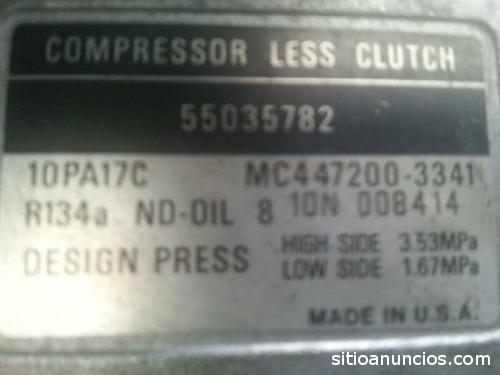 COMPRESSOR LESS CLUTCH
55035782
10PA17C MC447200-3341
R134a ND-OIL 8 10N 008414
DESIGN PRESS HIGH SIDE 3.53MPa
LOW SIDE 1.67MPa
MADE IN U.S.A.
sitioanuncios.com